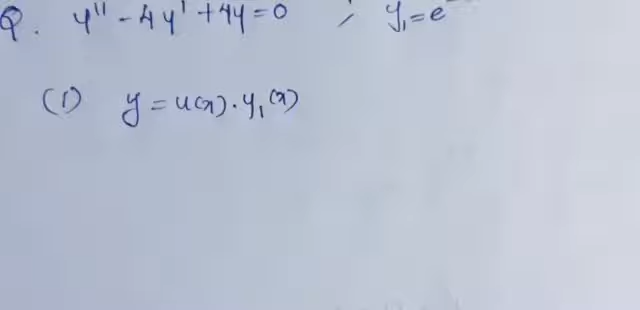 Q. y'' - 4y' + 4y = 0 ; y₁ = e
(1) y = u(x) · y₁(x)